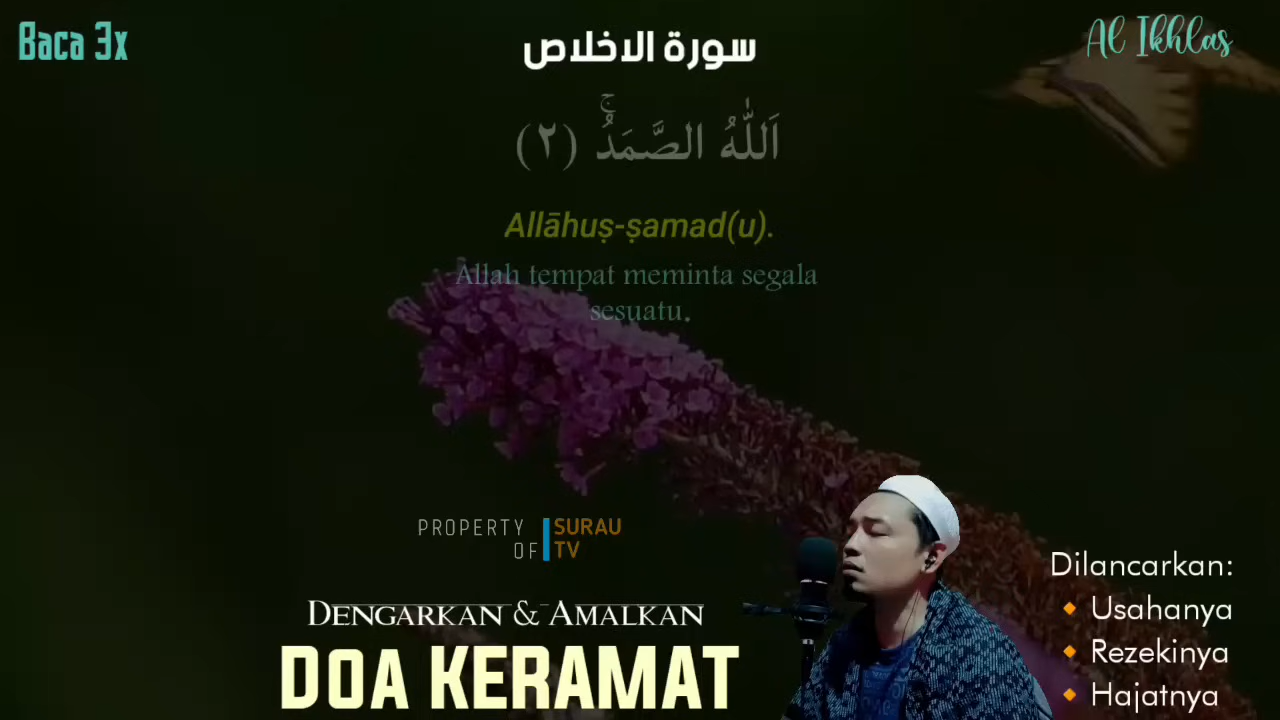 Baca 3x
سورة الاخلاص
Al Ikhlas
اَللّٰهُ الصَّمَدُۚ (٢)
Allāhuṣ-ṣamad(u).
Allah tempat meminta segala
sesuatu.
PROPERTY OF
SURAU TV
DENGARKAN & AMALKAN
DOA KERAMAT
Dilancarkan:
🔸 Usahanya
🔸 Rezekinya
🔸 Hajatnya